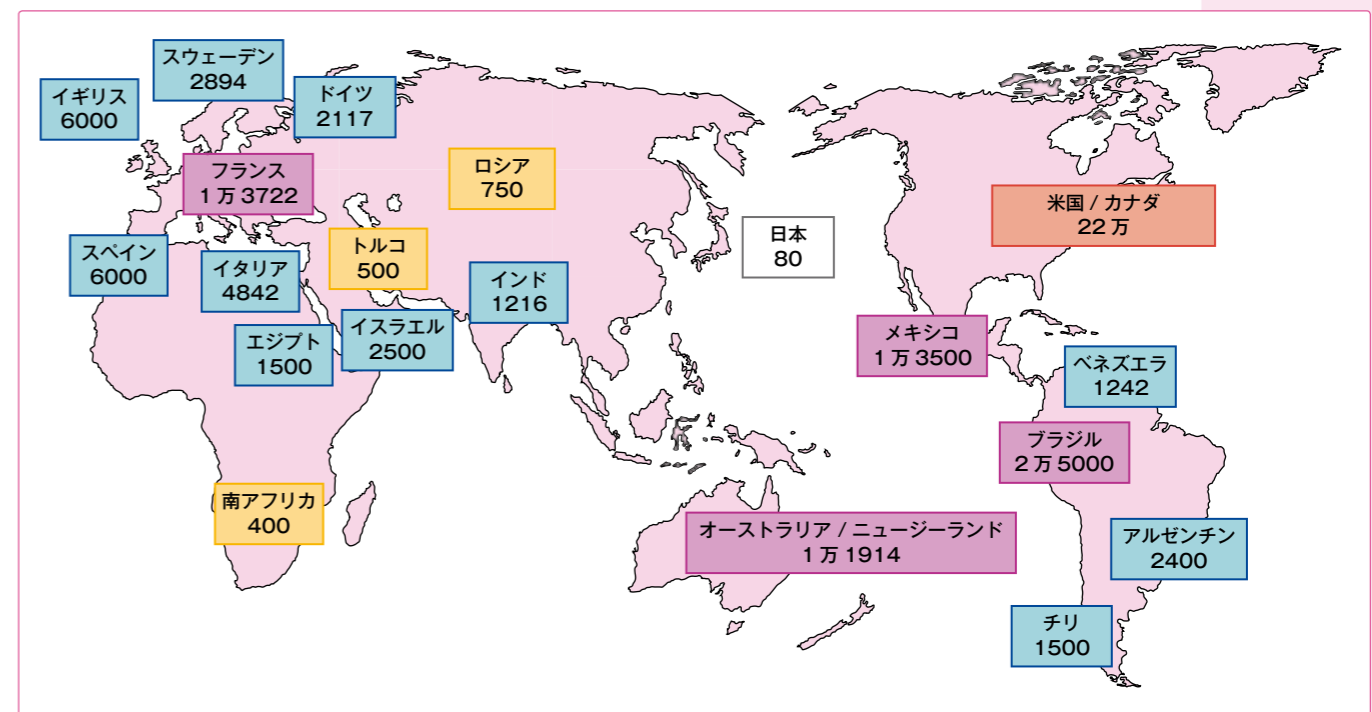 スウェーデン
2894
イギリス
6000
ドイツ
2117
フランス
1万3722
ロシア
750
米国 / カナダ
22万
日本
80
スペイン
6000
イタリア
4842
トルコ
500
インド
1216
エジプト
1500
イスラエル
2500
メキシコ
1万3500
ベネズエラ
1242
ブラジル
2万5000
南アフリカ
400
オーストラリア / ニュージーランド
1万1914
アルゼンチン
2400
チリ
1500